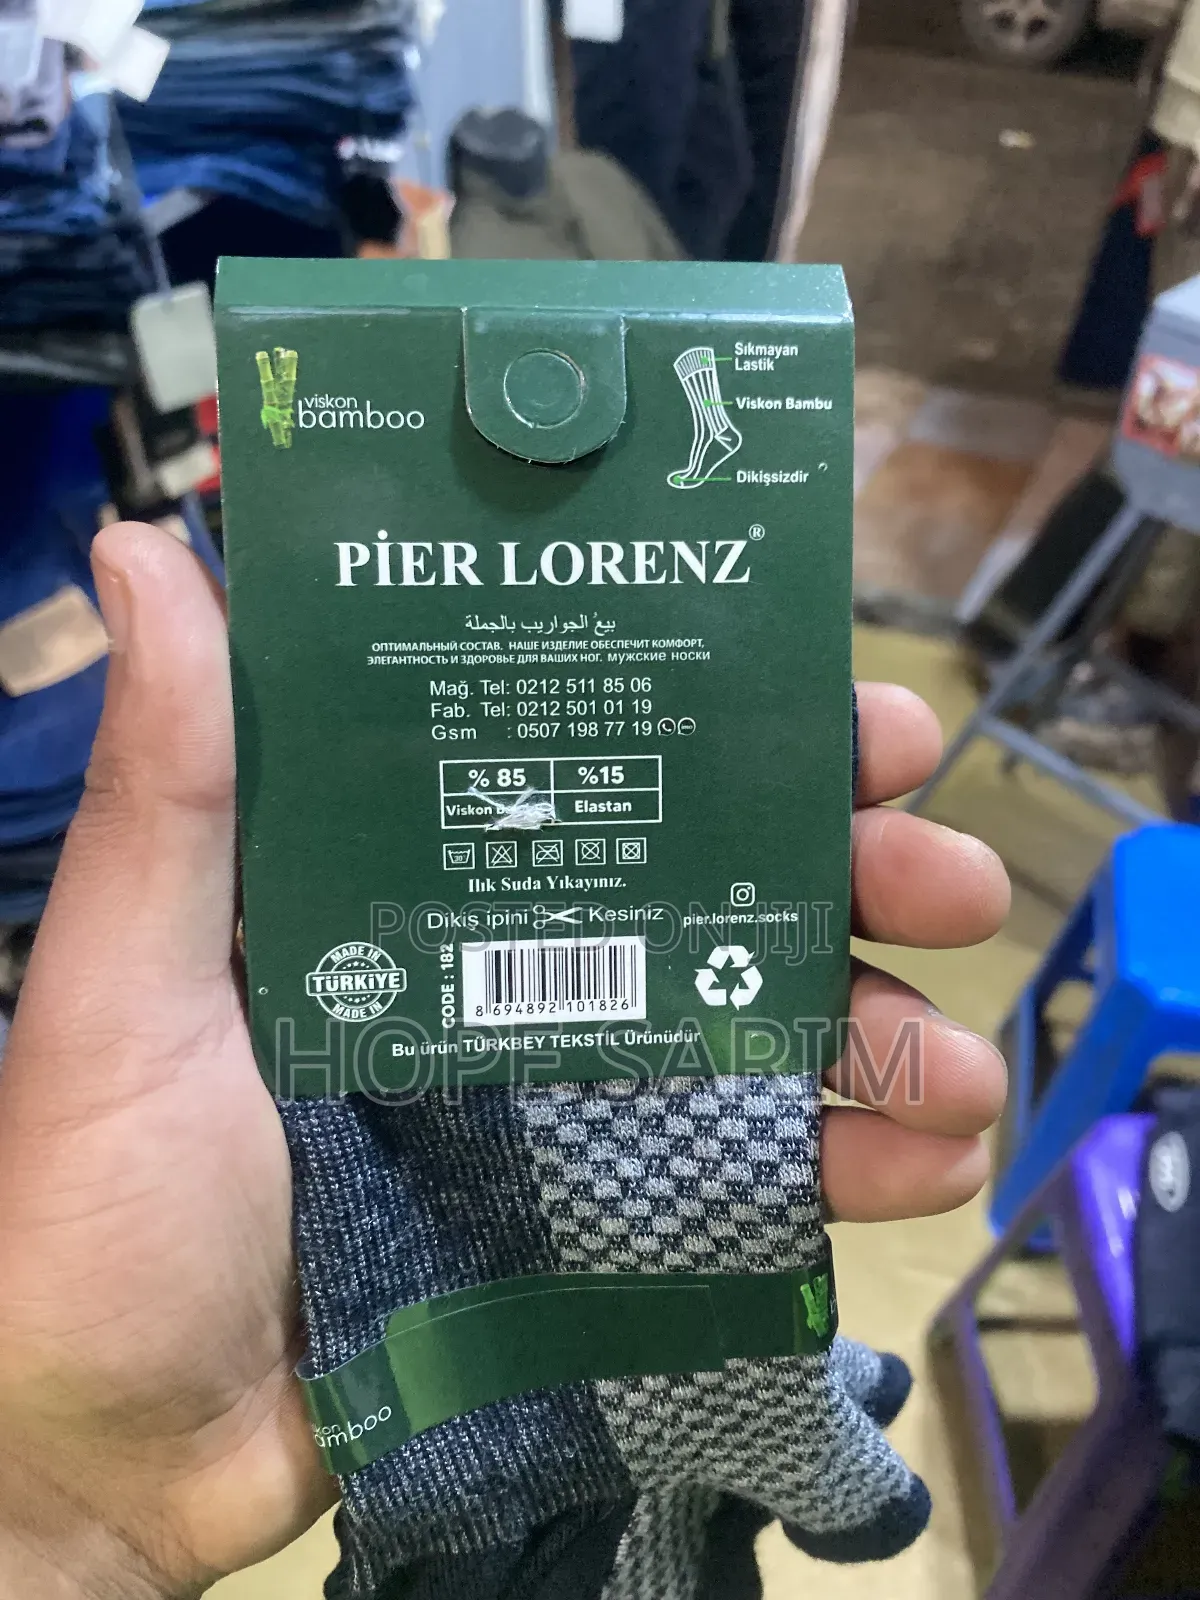 viskon
bamboo
Sıkmayan
Lastik
Viskon Bambu
Dikişsizdir
PİER LORENZ®
بيعُ الجواريب بالجملة
ОПТИМАЛЬНЫЙ СОСТАВ. НАШЕ ИЗДЕЛИЕ ОБЕСПЕЧИТ КОМФОРТ,
ЭЛЕГАНТНОСТЬ И ЗДОРОВЬЕ ДЛЯ ВАШИХ НОГ. МУЖСКИЕ НОСКИ
Mağ. Tel: 0212 511 85 06
Fab. Tel: 0212 501 01 19
Gsm : 0507 198 77 19
% 85 %15
Viskon Elastan
30°
Ilık Suda Yıkayınız.
Dikiş ipini Kesiniz
pier.lorenz.socks
POSTED ON JIJI
MADE IN
TÜRKİYE
MADE IN
CODE : 182
8 694892 101826
Bu ürün TÜRKBEY TEKSTİL Ürünüdür
HOPE SARIM
bamboo